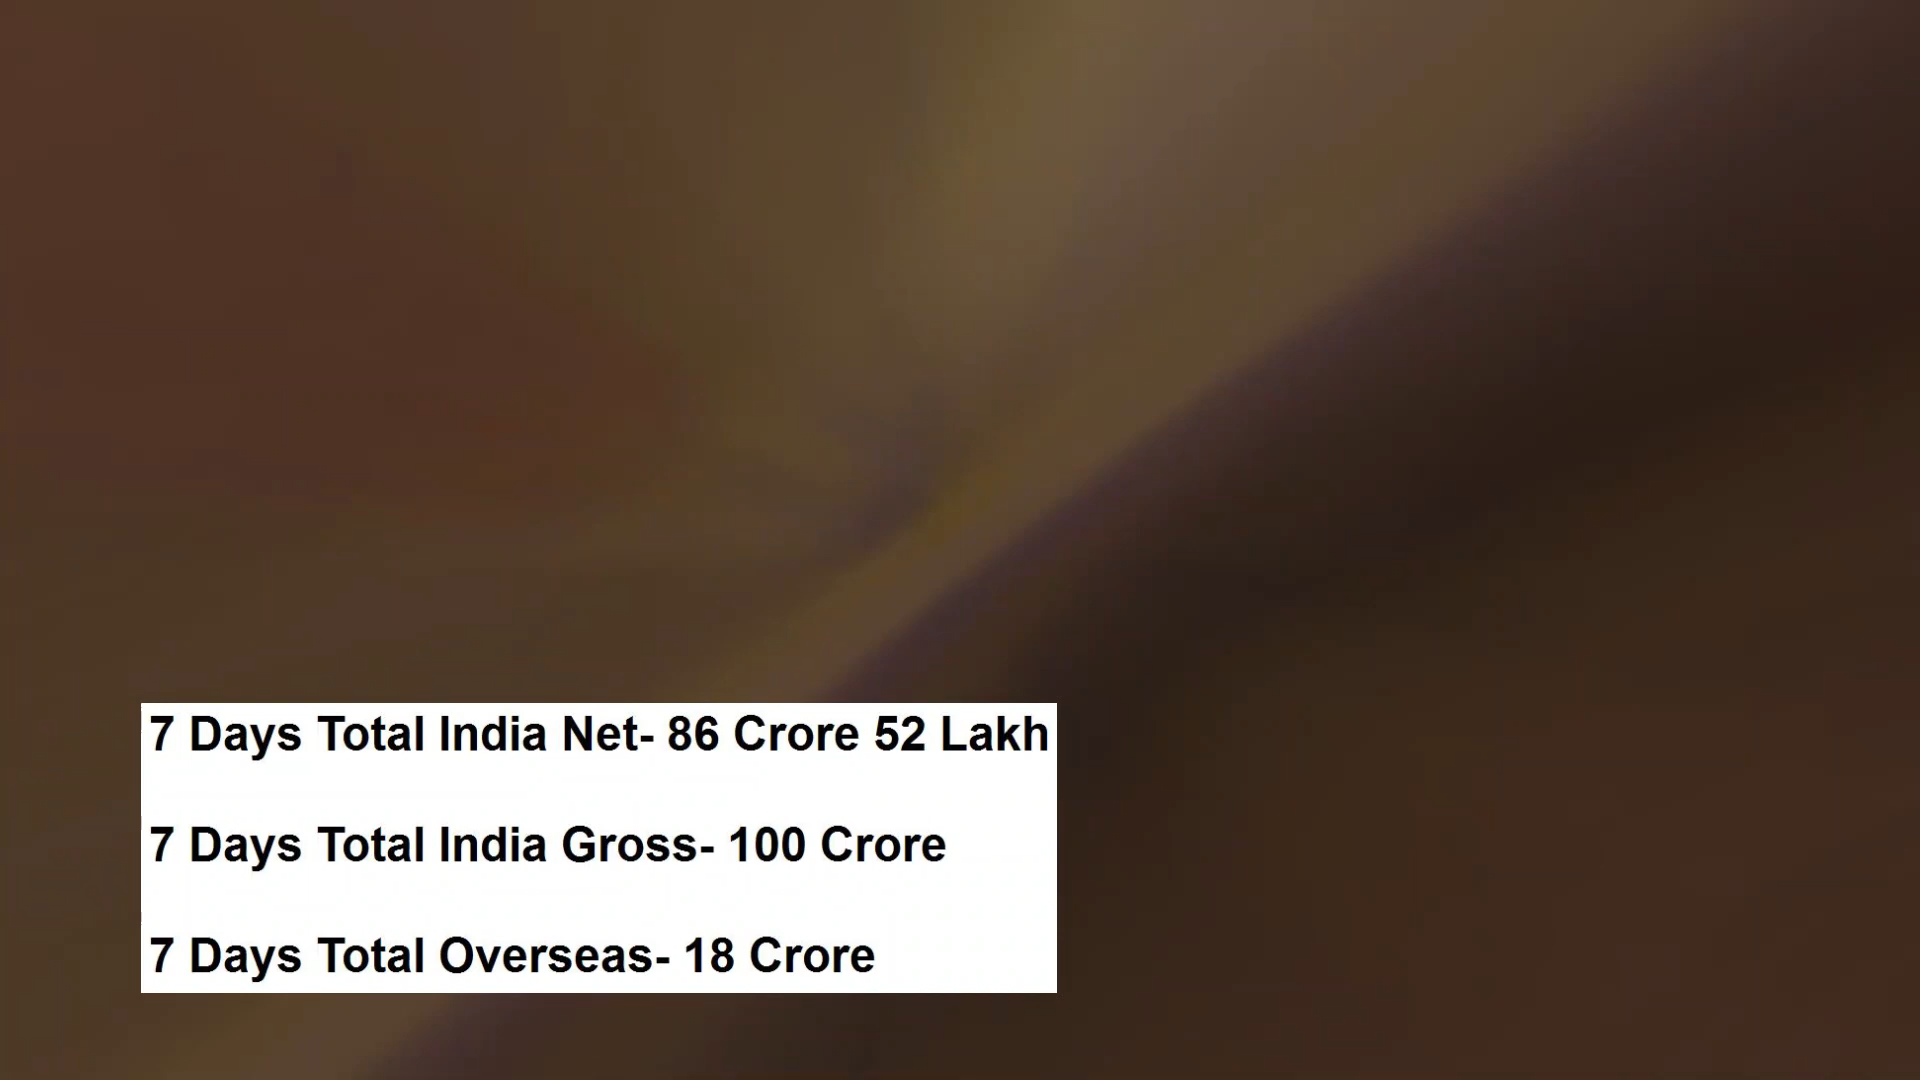 7 Days Total India Net- 86 Crore 52 Lakh
7 Days Total India Gross- 100 Crore
7 Days Total Overseas- 18 Crore